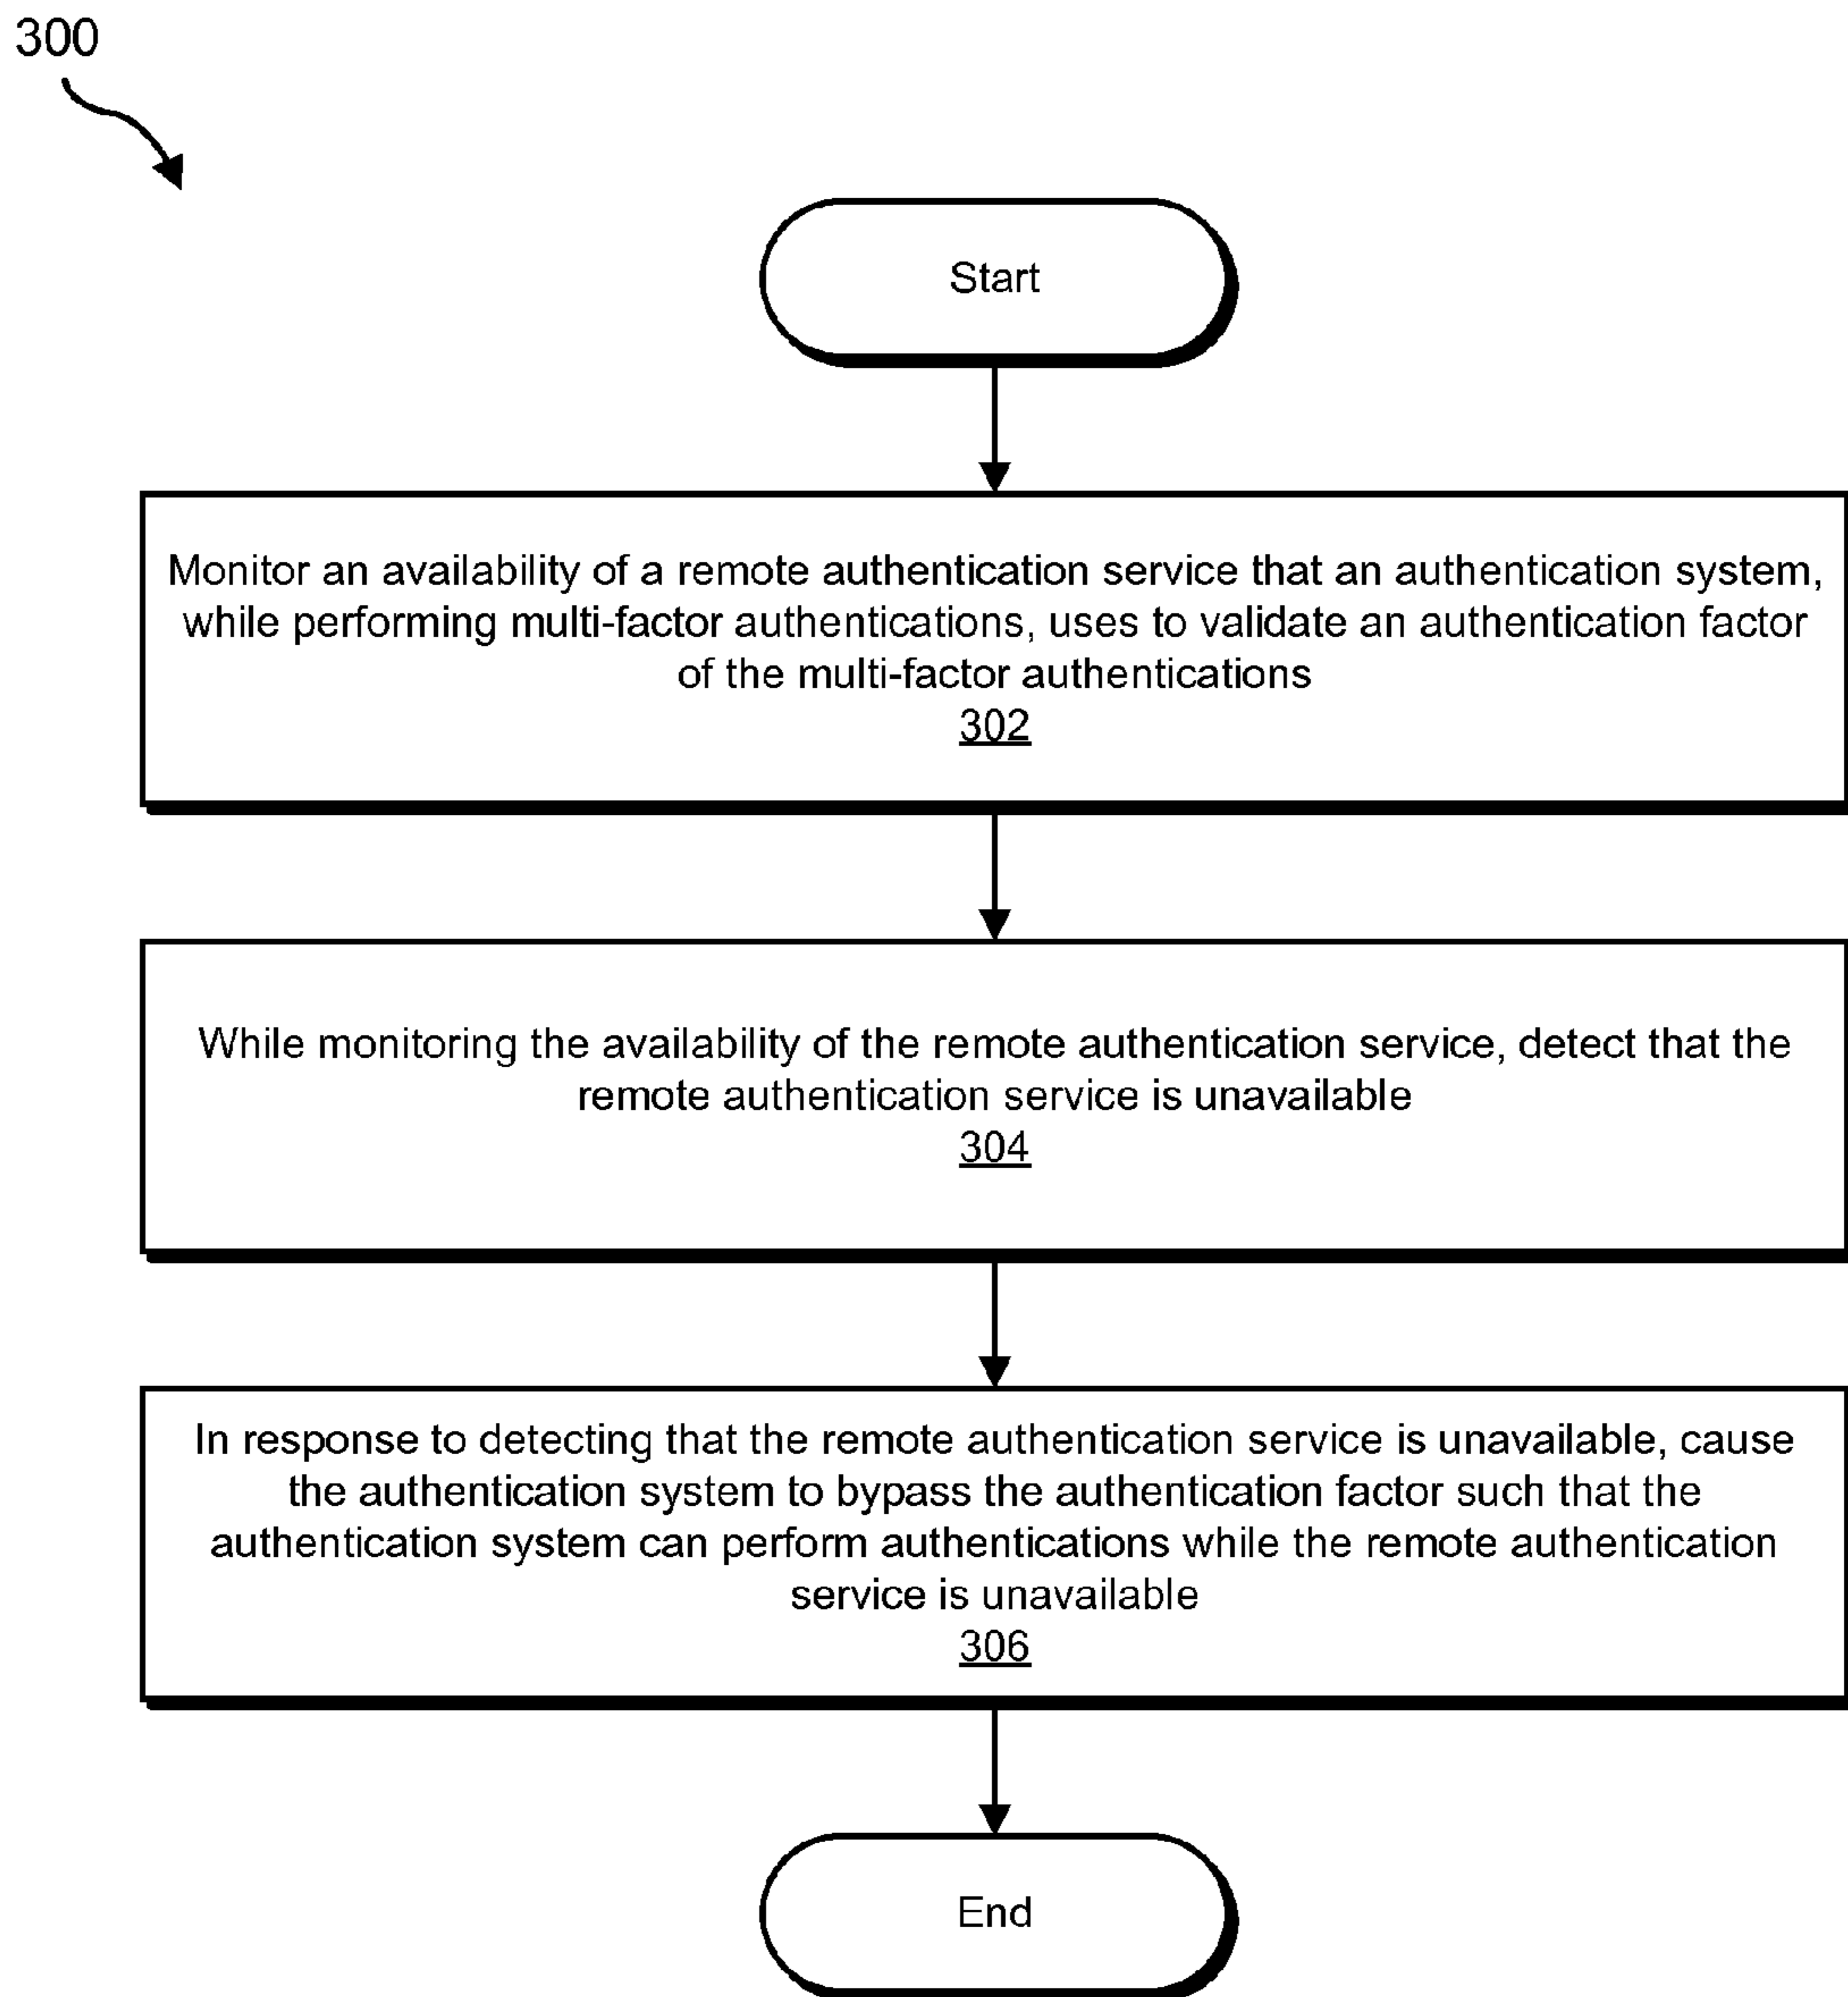 300
Start
Monitor an availability of a remote authentication service that an authentication system,
while performing multi-factor authentications, uses to validate an authentication factor
of the multi-factor authentications
302
While monitoring the availability of the remote authentication service, detect that the
remote authentication service is unavailable
304
In response to detecting that the remote authentication service is unavailable, cause
the authentication system to bypass the authentication factor such that the
authentication system can perform authentications while the remote authentication
service is unavailable
306
End